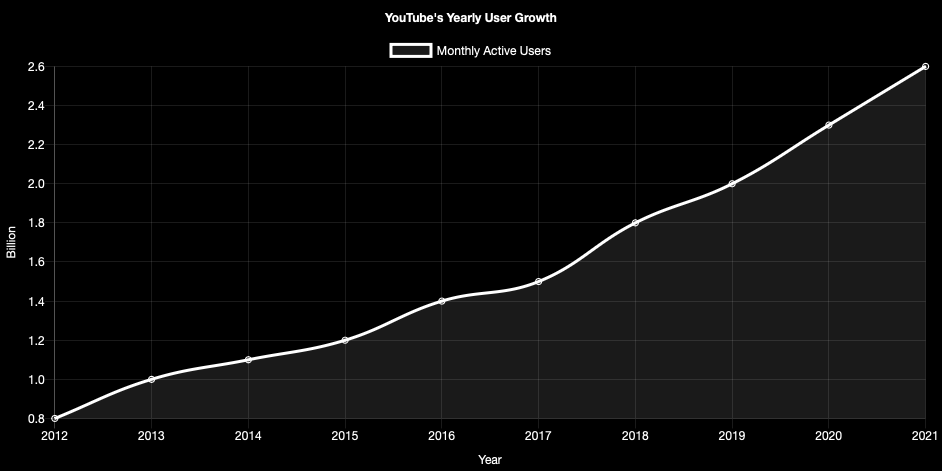 YouTube's Yearly User Growth
Monthly Active Users
2.6
2.4
2.2
2.0
1.8
1.6
1.4
1.2
1.0
0.8
Billion
2012 2013 2014 2015 2016 2017 2018 2019 2020 2021
Year